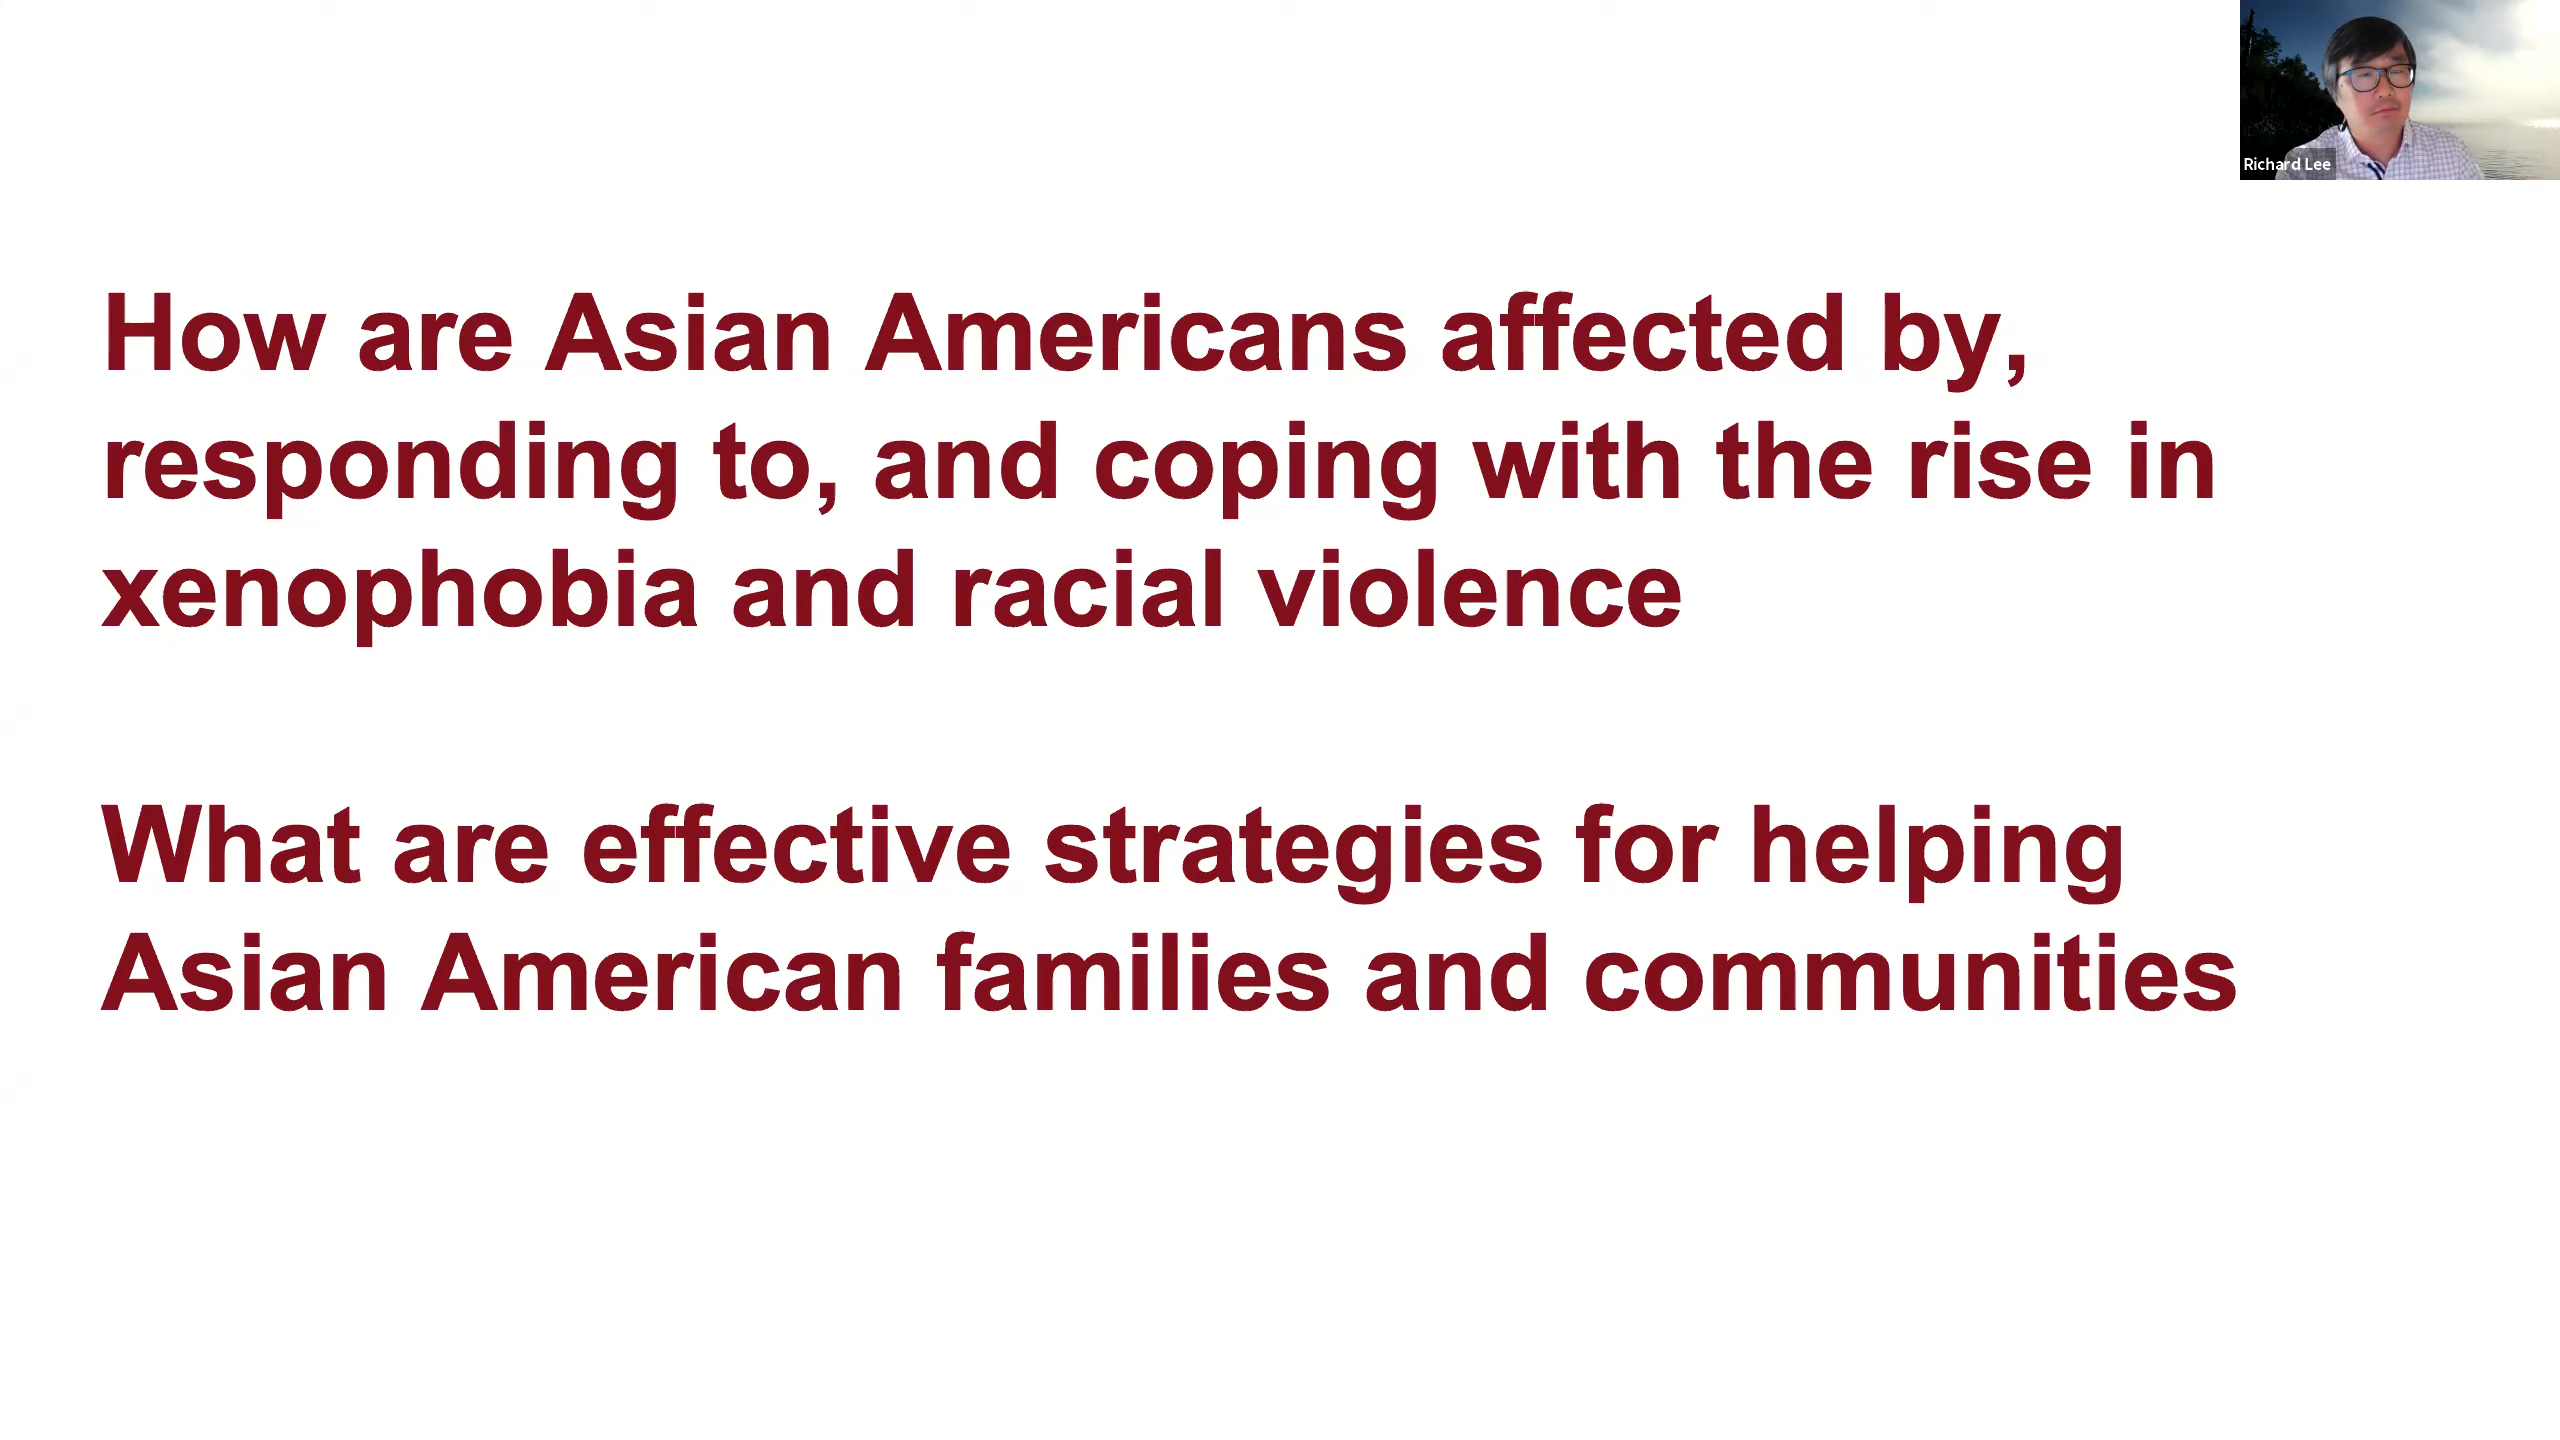 Richard Lee
How are Asian Americans affected by,
responding to, and coping with the rise in
xenophobia and racial violence
What are effective strategies for helping
Asian American families and communities